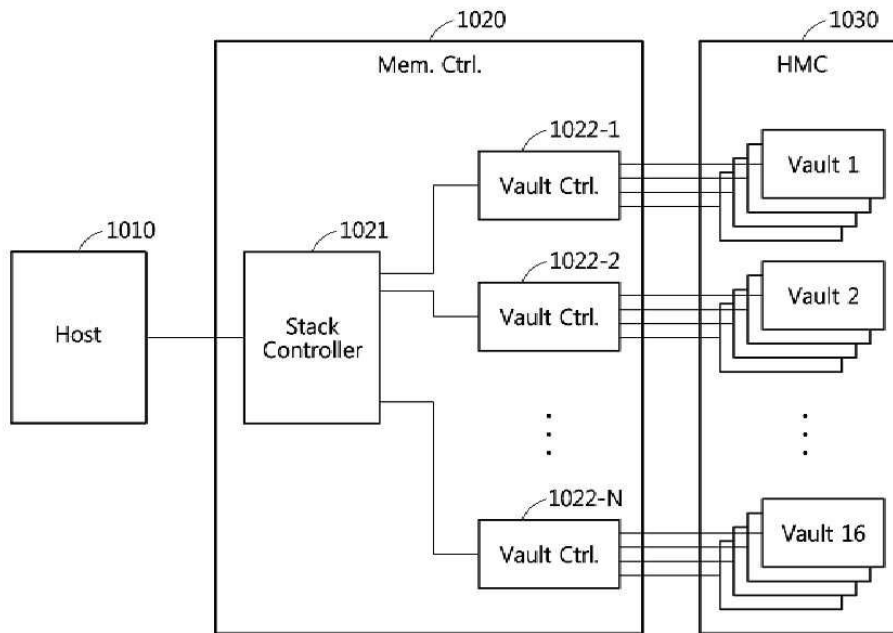 1020
1030
Mem. Ctrl.
HMC
1022-1
Vault Ctrl.
Vault 1
1010
1021
1022-2
Host
Stack
Controller
Vault Ctrl.
Vault 2
1022-N
Vault Ctrl.
Vault 16